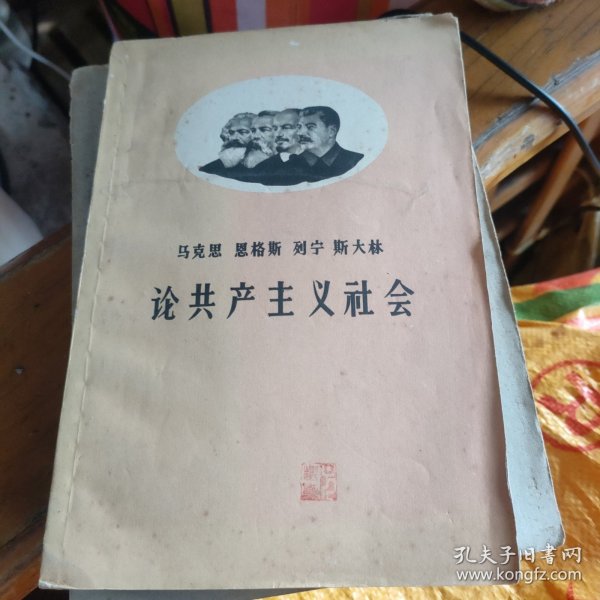 马克思 恩格斯 列宁 斯大林
论共产主义社会
孔夫子旧书网
www.kongfz.com